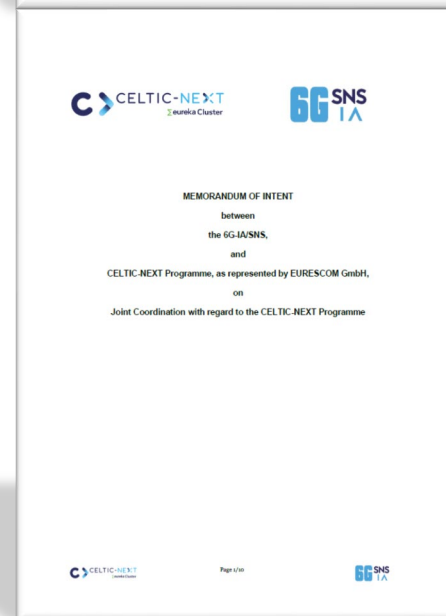 CELTIC-NEXT
eureka Cluster
6G SNS
IA
MEMORANDUM OF INTENT
between
the 6G-IA/SNS,
and
CELTIC-NEXT Programme, as represented by EURESCOM GmbH,
on
Joint Coordination with regard to the CELTIC-NEXT Programme
CELTIC-NEXT
eureka Cluster
Page 1/10
6G SNS
IA